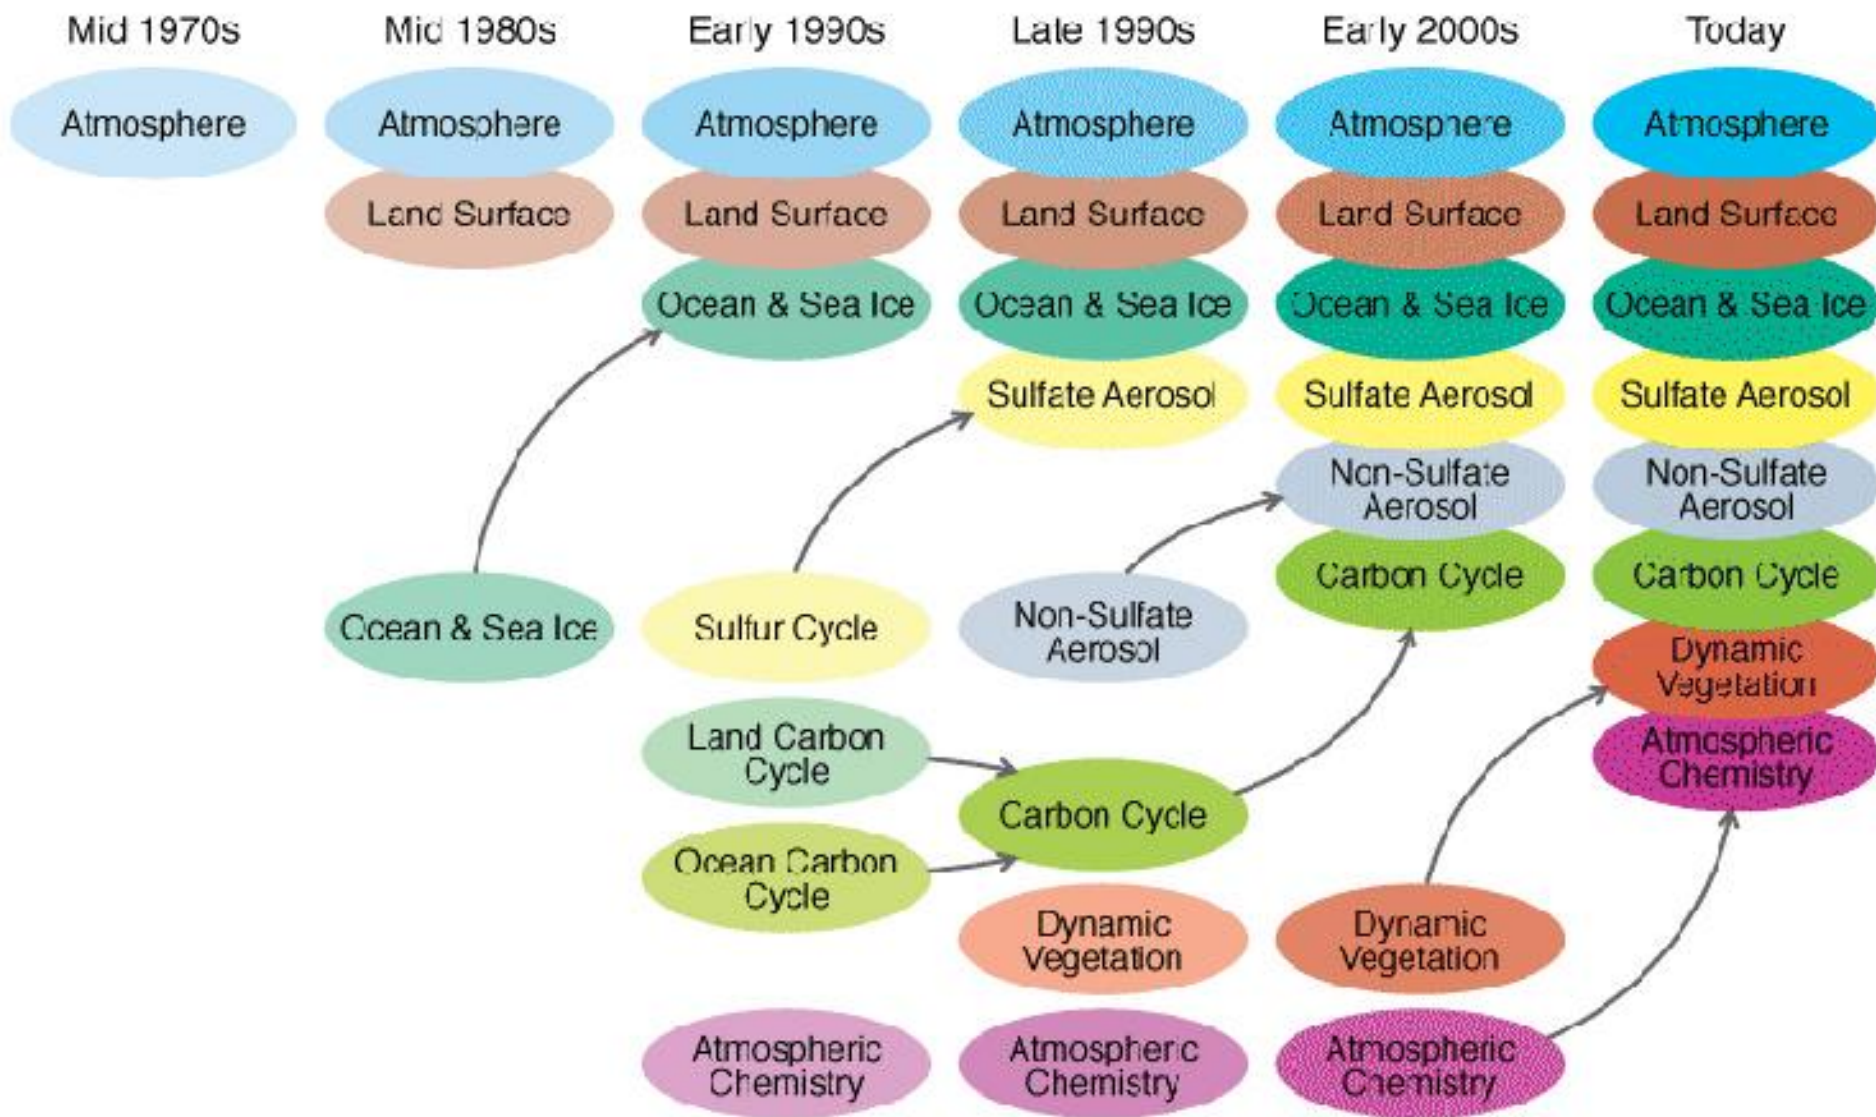 Mid 1970s
Mid 1980s
Early 1990s
Late 1990s
Early 2000s
Today
Atmosphere
Atmosphere
Atmosphere
Atmosphere
Atmosphere
Atmosphere
Land Surface
Land Surface
Land Surface
Land Surface
Land Surface
Ocean & Sea Ice
Ocean & Sea Ice
Ocean & Sea Ice
Ocean & Sea Ice
Sulfate Aerosol
Sulfate Aerosol
Sulfate Aerosol
Non-Sulfate
Aerosol
Non-Sulfate
Aerosol
Carbon Cycle
Carbon Cycle
Ocean & Sea Ice
Sulfur Cycle
Non-Sulfate
Aerosol
Dynamic
Vegetation
Land Carbon
Cycle
Atmospheric
Chemistry
Carbon Cycle
Ocean Carbon
Cycle
Dynamic
Vegetation
Dynamic
Vegetation
Atmospheric
Chemistry
Atmospheric
Chemistry
Atmospheric
Chemistry